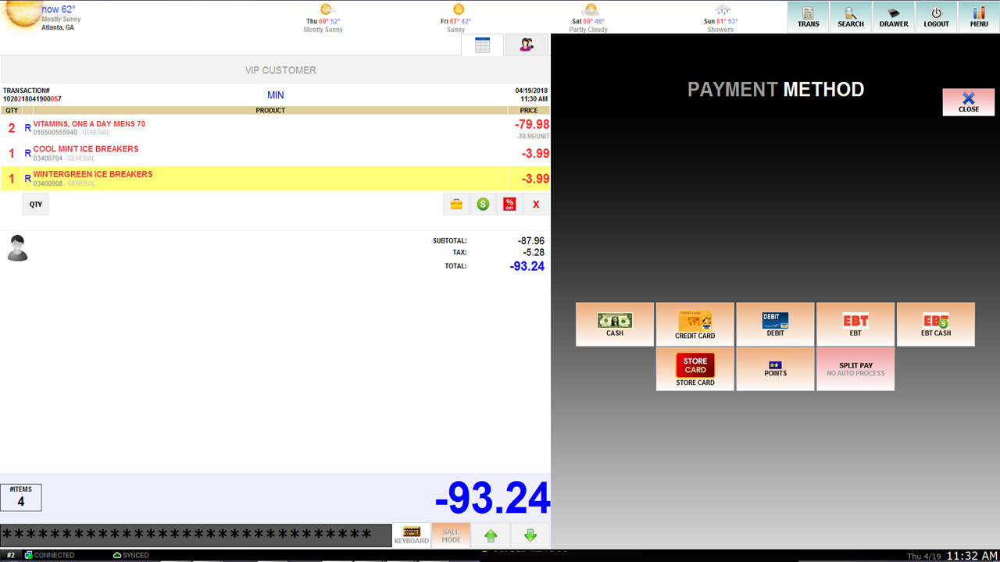 now 62°
Mostly Sunny
Atlanta, GA
Thu 69° 52°
Mostly Sunny
Fri 67° 42°
Sunny
Sat 69° 46°
Partly Cloudy
Sun 61° 53°
Showers
TRANS
SEARCH
DRAWER
LOGOUT
MENU
VIP CUSTOMER
TRANSACTION#
1020218041900057
MIN
04/19/2018
11:30 AM
QTY PRODUCT PRICE
2 R VITAMINS, ONE A DAY MENS 70 -79.98
016500555940 - GENERAL -39.99/UNIT
1 R COOL MINT ICE BREAKERS -3.99
03400704 - GENERAL
1 R WINTERGREEN ICE BREAKERS -3.99
03400908 - GENERAL
QTY
$
% OFF
X
SUBTOTAL: -87.96
TAX: -5.28
TOTAL: -93.24
#ITEMS
4
-93.24
******************************
KEYBOARD
SALE
MODE
PAYMENT METHOD
CLOSE
CASH
CREDIT CARD
CREDIT CARD
DEBIT
DEBIT
EBT
EBT
EBT $
EBT CASH
STORE
CARD
STORE CARD
POINTS
SPLIT PAY
NO AUTO PROCESS
#2 CONNECTED SYNCED
Thu 4/19 11:32 AM